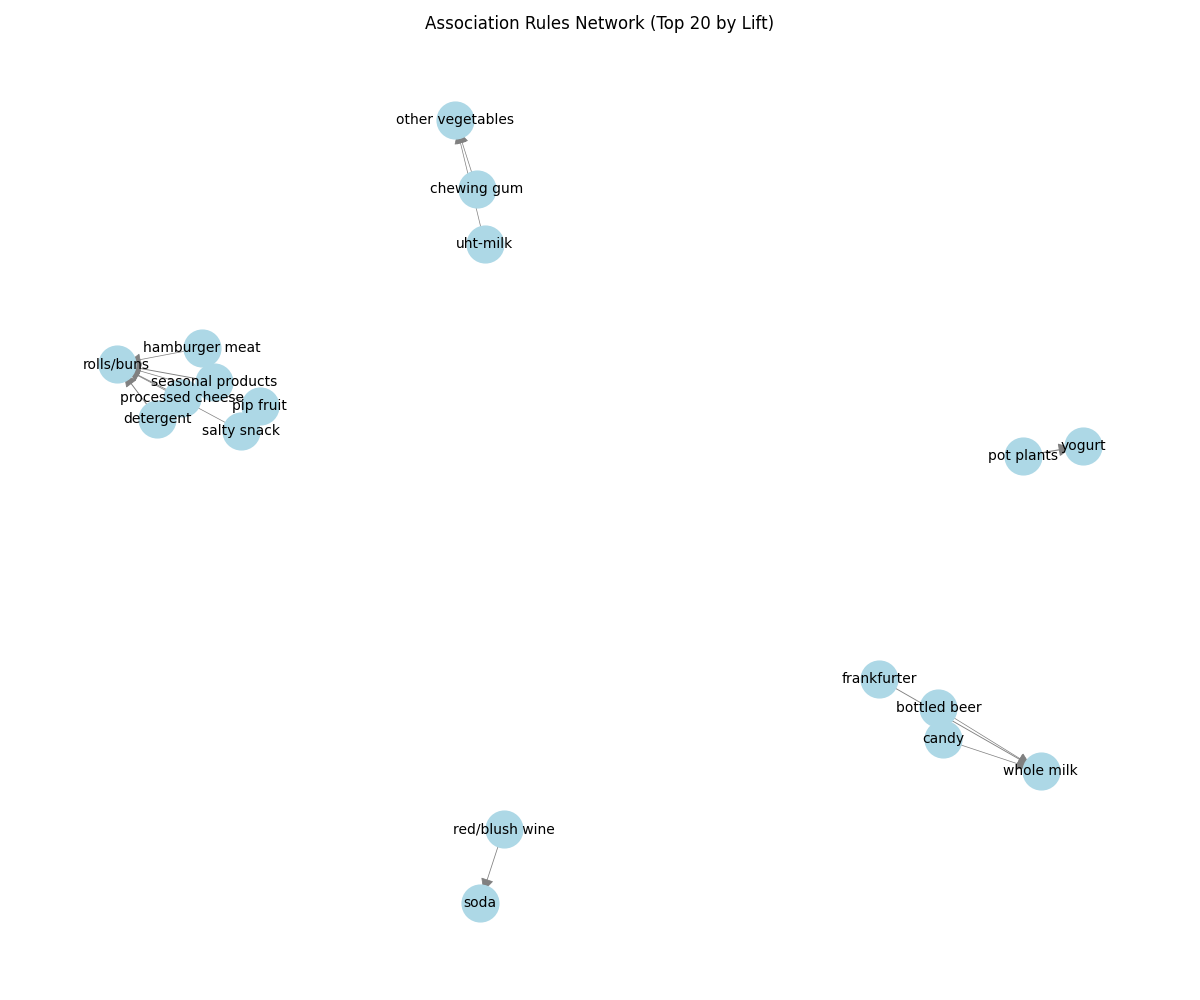 Association Rules Network (Top 20 by Lift)
other vegetables
chewing gum
uht-milk
hamburger meat
rolls/buns
seasonal products
processed cheese
pip fruit
detergent
salty snack
yogurt
pot plants
frankfurter
bottled beer
candy
whole milk
red/blush wine
soda